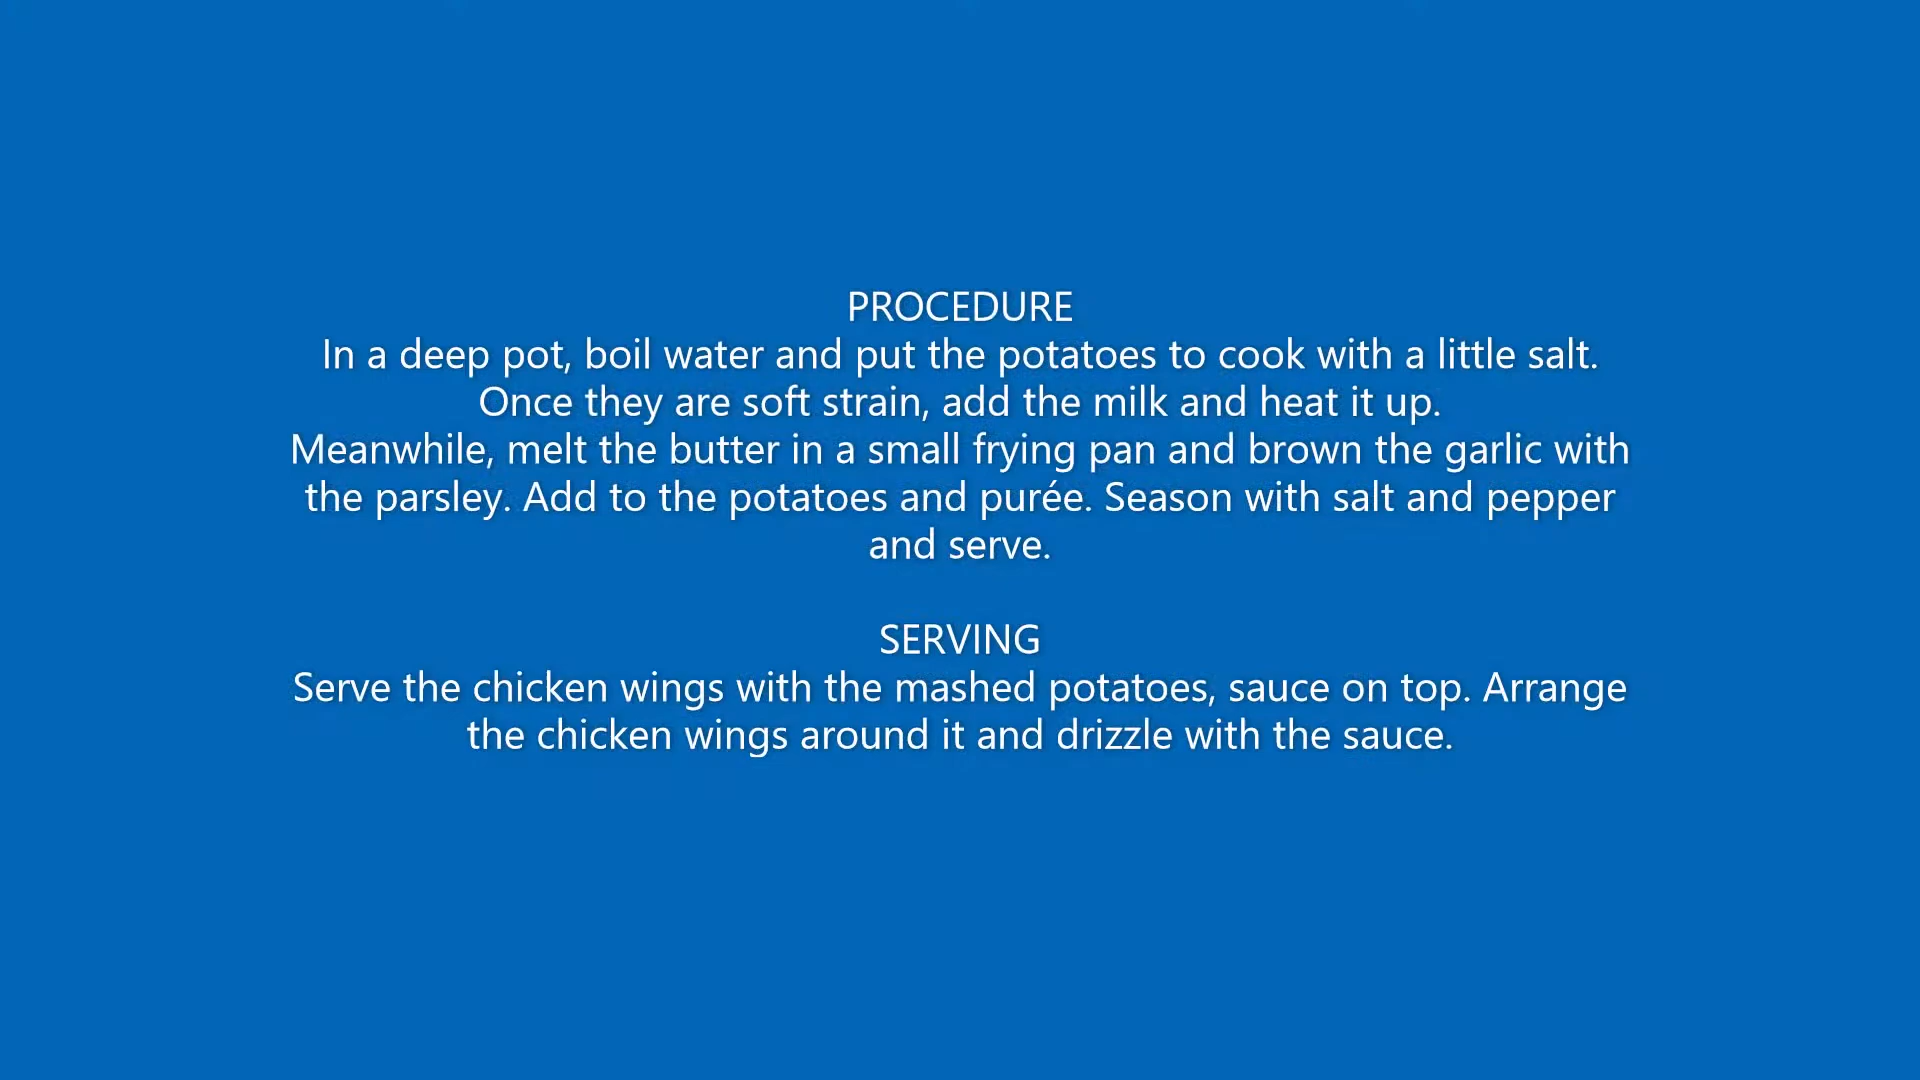 PROCEDURE
In a deep pot, boil water and put the potatoes to cook with a little salt.
Once they are soft strain, add the milk and heat it up.
Meanwhile, melt the butter in a small frying pan and brown the garlic with
the parsley. Add to the potatoes and purée. Season with salt and pepper
and serve.
SERVING
Serve the chicken wings with the mashed potatoes, sauce on top. Arrange
the chicken wings around it and drizzle with the sauce.